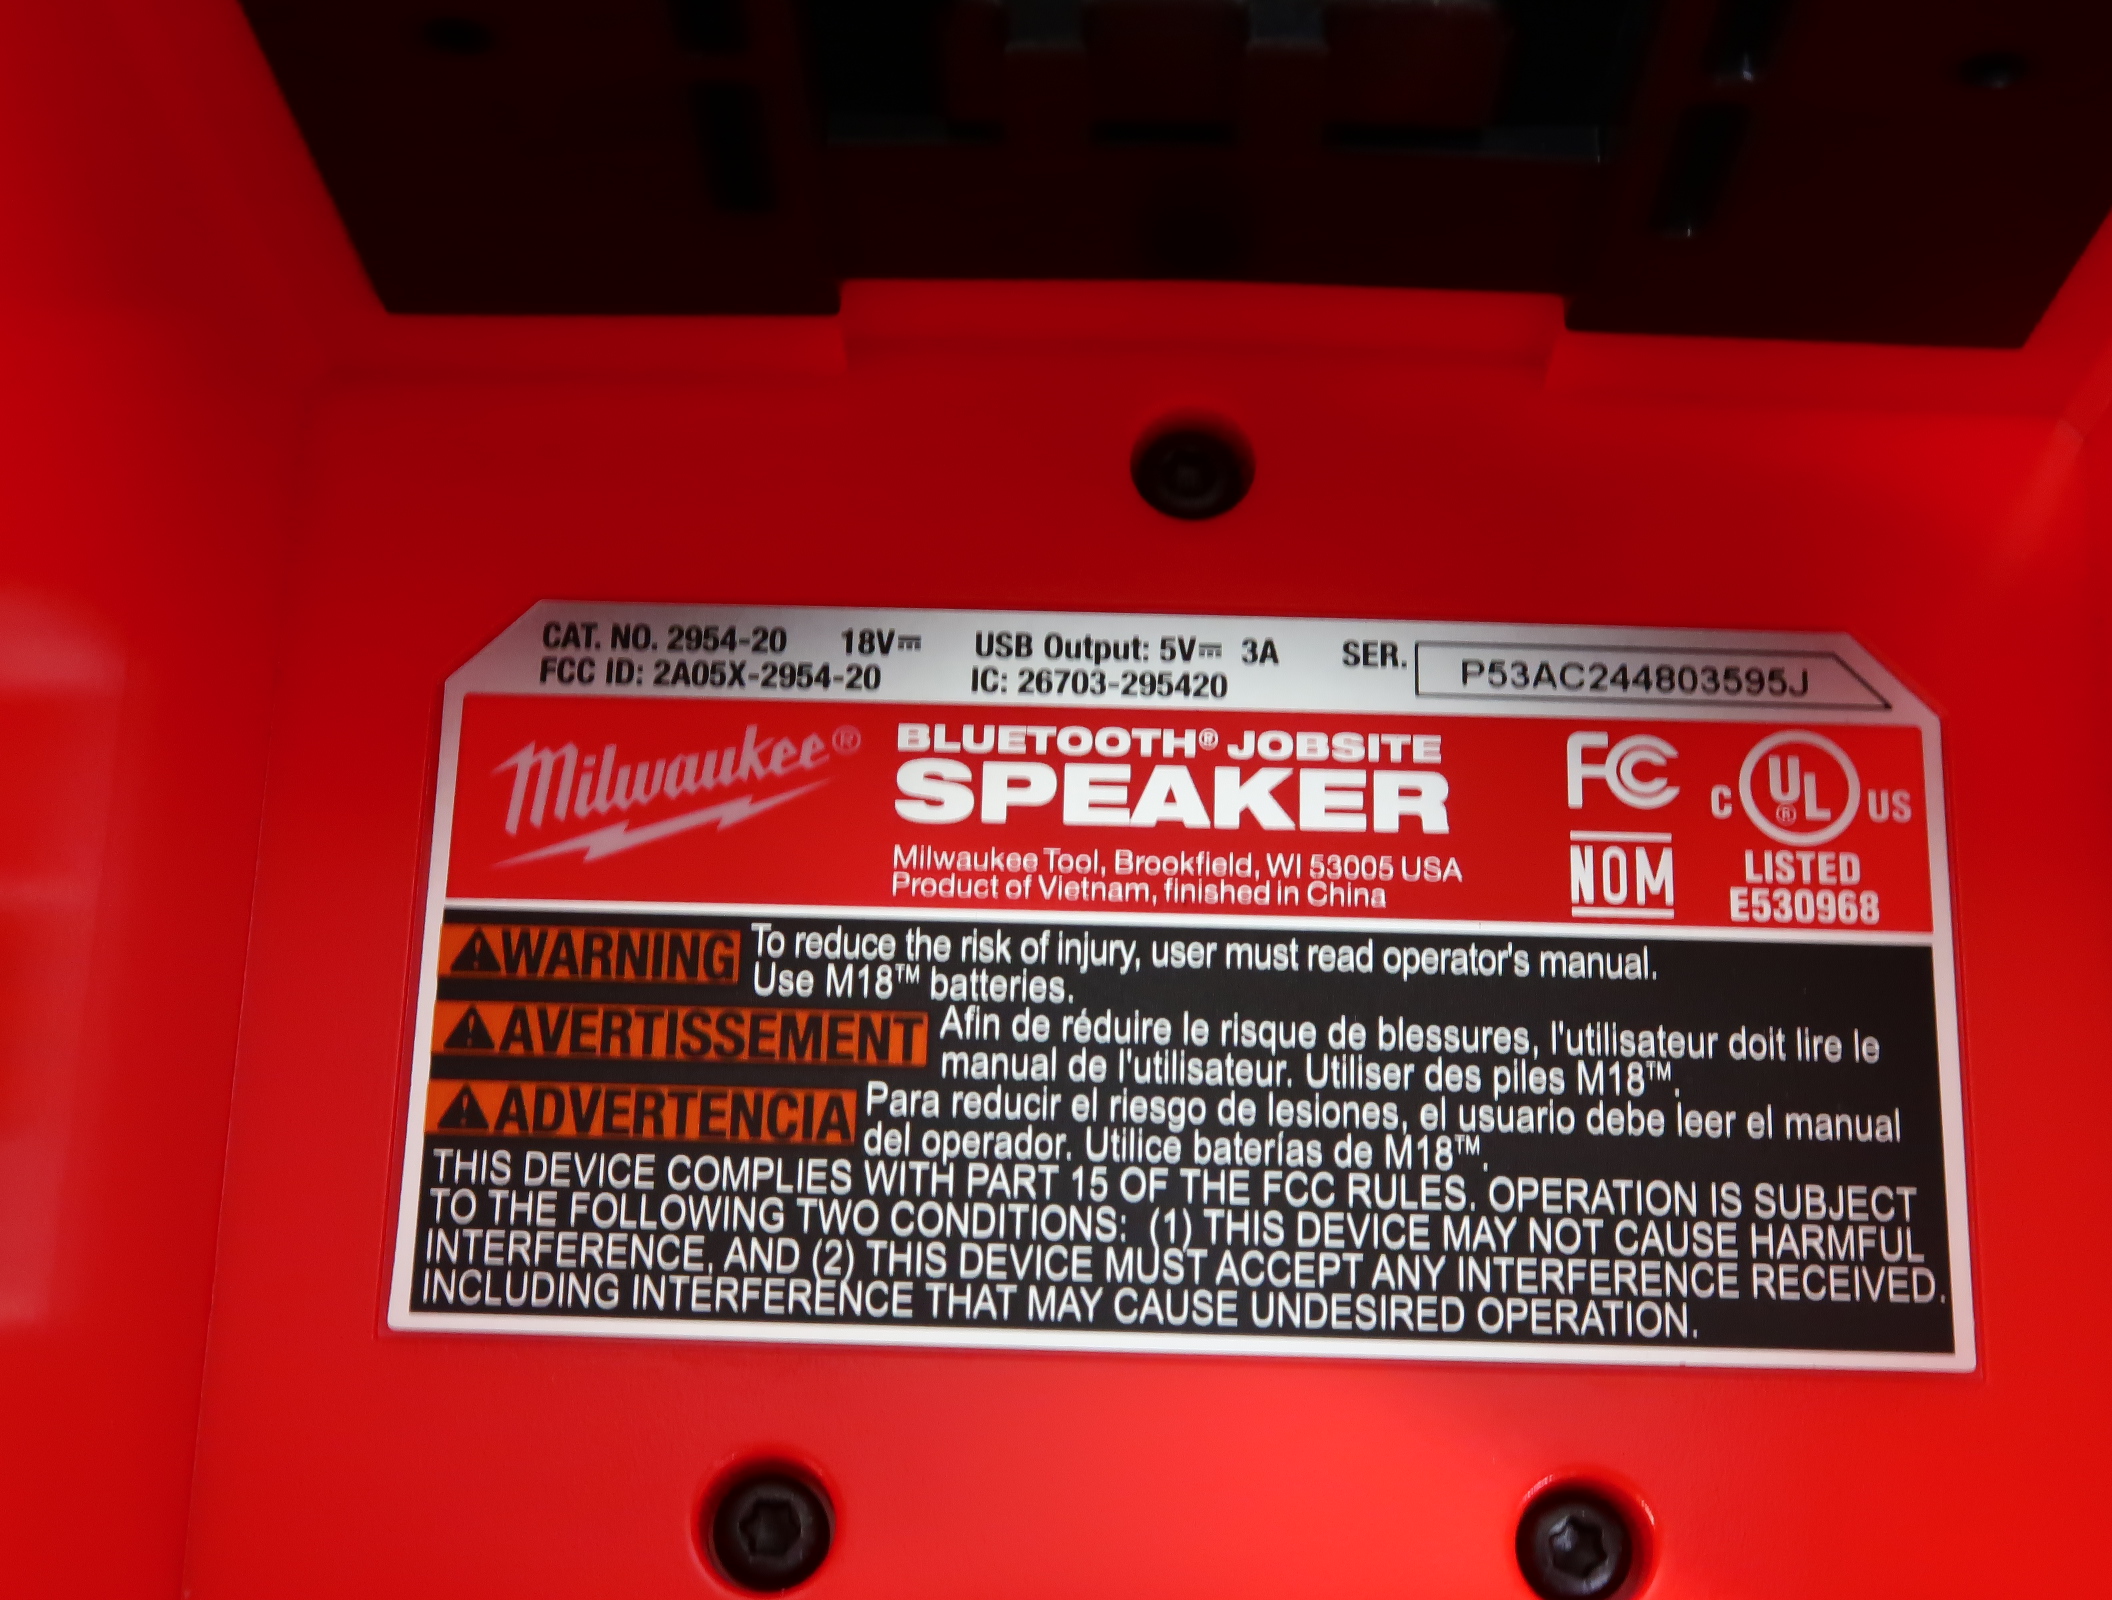 CAT. NO. 2954-20 18V⎓ USB Output: 5V⎓ 3A SER. P53AC244803595J
FCC ID: 2A05X-2954-20 IC: 26703-295420
Milwaukee®
BLUETOOTH® JOBSITE
SPEAKER
Milwaukee Tool, Brookfield, WI 53005 USA
Product of Vietnam, finished in China
FC
NOM
C UL® US
LISTED
E530968
WARNING To reduce the risk of injury, user must read operator's manual.
Use M18™ batteries.
AVERTISSEMENT Afin de réduire le risque de blessures, l'utilisateur doit lire le
manual de l'utilisateur. Utiliser des piles M18™.
ADVERTENCIA Para reducir el riesgo de lesiones, el usuario debe leer el manual
del operador. Utilice baterías de M18™.
THIS DEVICE COMPLIES WITH PART 15 OF THE FCC RULES. OPERATION IS SUBJECT
TO THE FOLLOWING TWO CONDITIONS: (1) THIS DEVICE MAY NOT CAUSE HARMFUL
INTERFERENCE, AND (2) THIS DEVICE MUST ACCEPT ANY INTERFERENCE RECEIVED.
INCLUDING INTERFERENCE THAT MAY CAUSE UNDESIRED OPERATION.